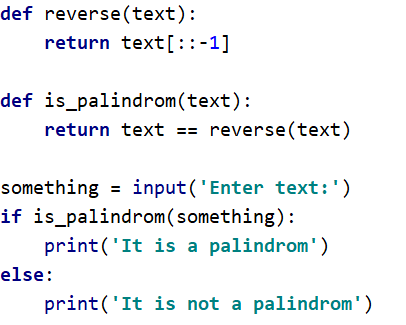 def reverse(text):
    return text[::-1]

def is_palindrom(text):
    return text == reverse(text)

something = input('Enter text:')
if is_palindrom(something):
    print('It is a palindrom')
else:
    print('It is not a palindrom')